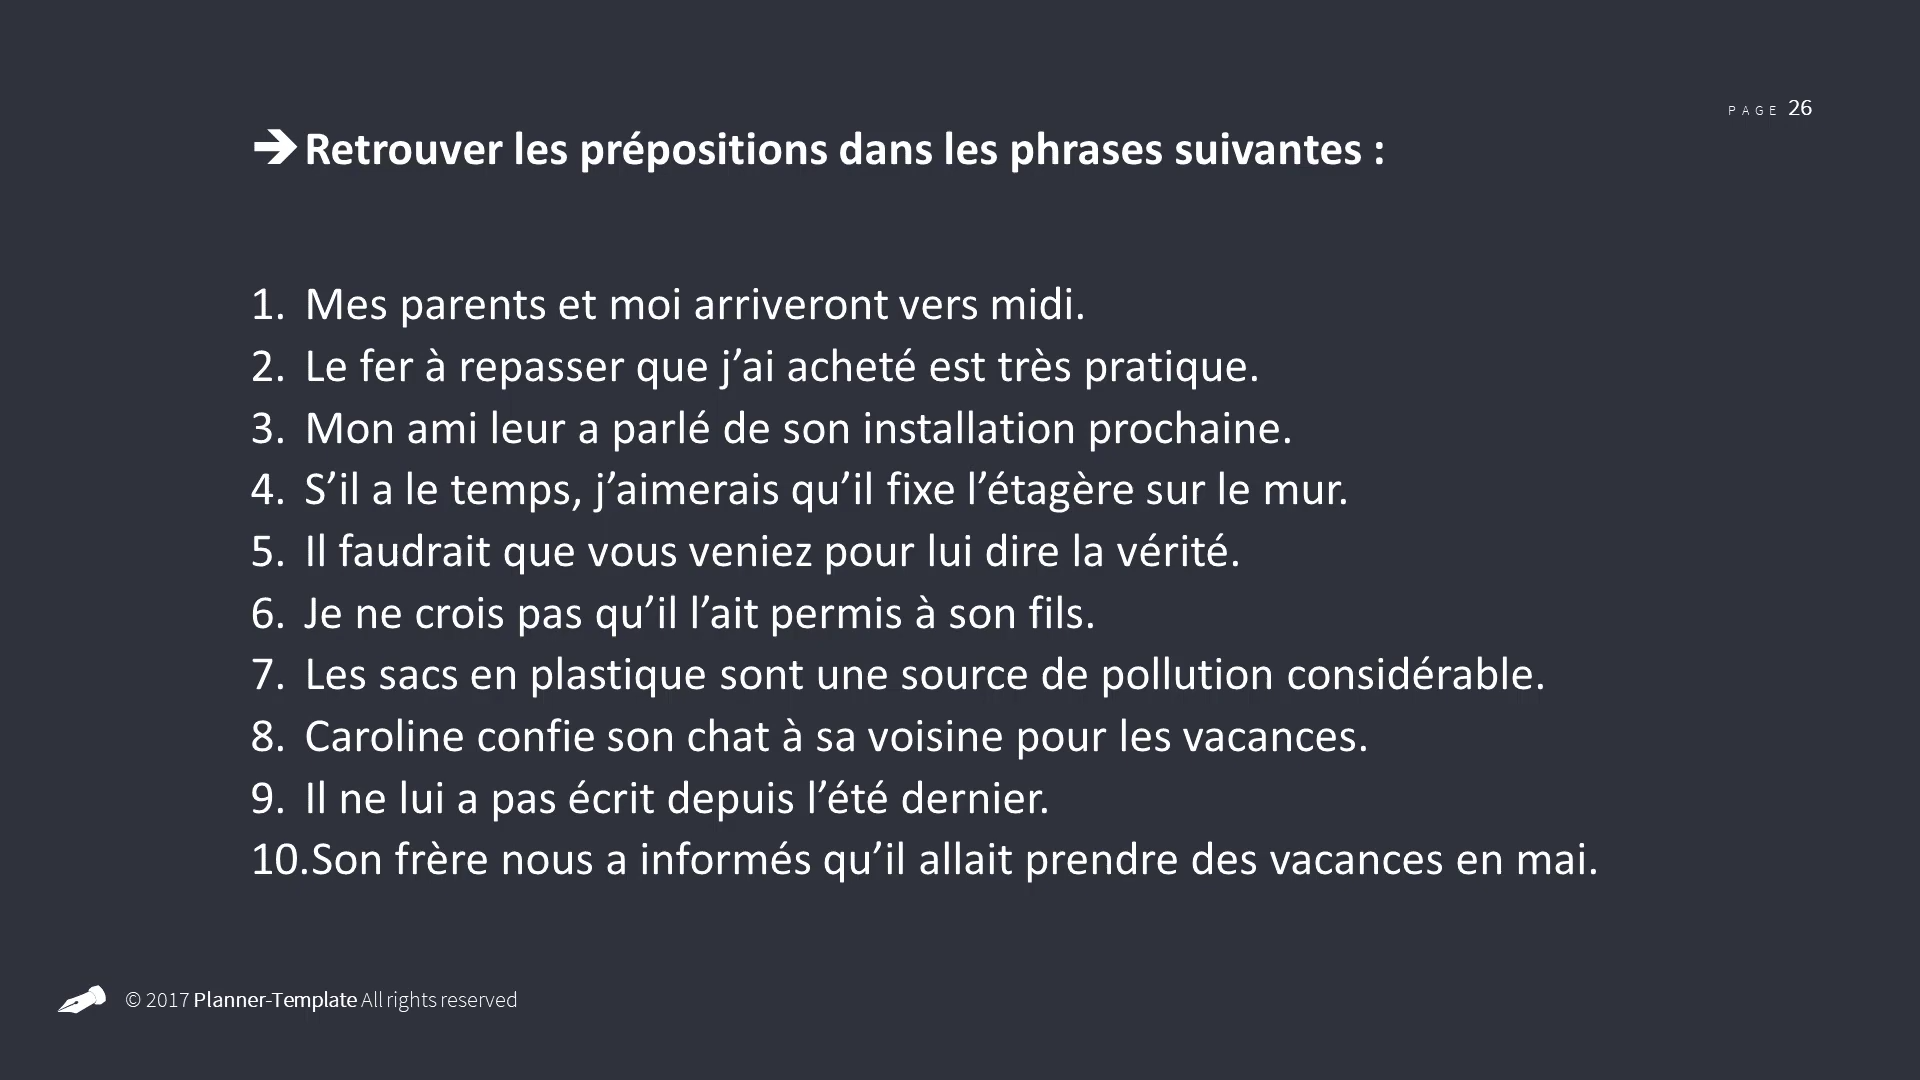 PAGE 26
➔Retrouver les prépositions dans les phrases suivantes :
1. Mes parents et moi arriveront vers midi.
2. Le fer à repasser que j’ai acheté est très pratique.
3. Mon ami leur a parlé de son installation prochaine.
4. S’il a le temps, j’aimerais qu’il fixe l’étagère sur le mur.
5. Il faudrait que vous veniez pour lui dire la vérité.
6. Je ne crois pas qu’il l’ait permis à son fils.
7. Les sacs en plastique sont une source de pollution considérable.
8. Caroline confie son chat à sa voisine pour les vacances.
9. Il ne lui a pas écrit depuis l’été dernier.
10.Son frère nous a informés qu’il allait prendre des vacances en mai.
© 2017 Planner-Template All rights reserved